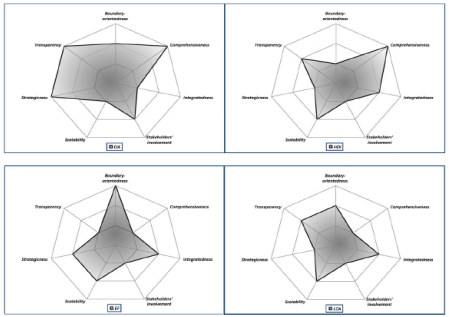 Boundary-
orientedness
Transparency
Comprehensiveness
Strategicness
Integratedness
Scalability
Stakeholders'
involvement
EIA
Boundary-
orientedness
Transparency
Comprehensiveness
Strategicness
Integratedness
Scalability
Stakeholders'
involvement
HDI
Boundary-
orientedness
Transparency
Comprehensiveness
Strategicness
Integratedness
Scalability
Stakeholders'
involvement
EF
Boundary-
orientedness
Transparency
Comprehensiveness
Strategicness
Integratedness
Scalability
Stakeholders'
involvement
LCA